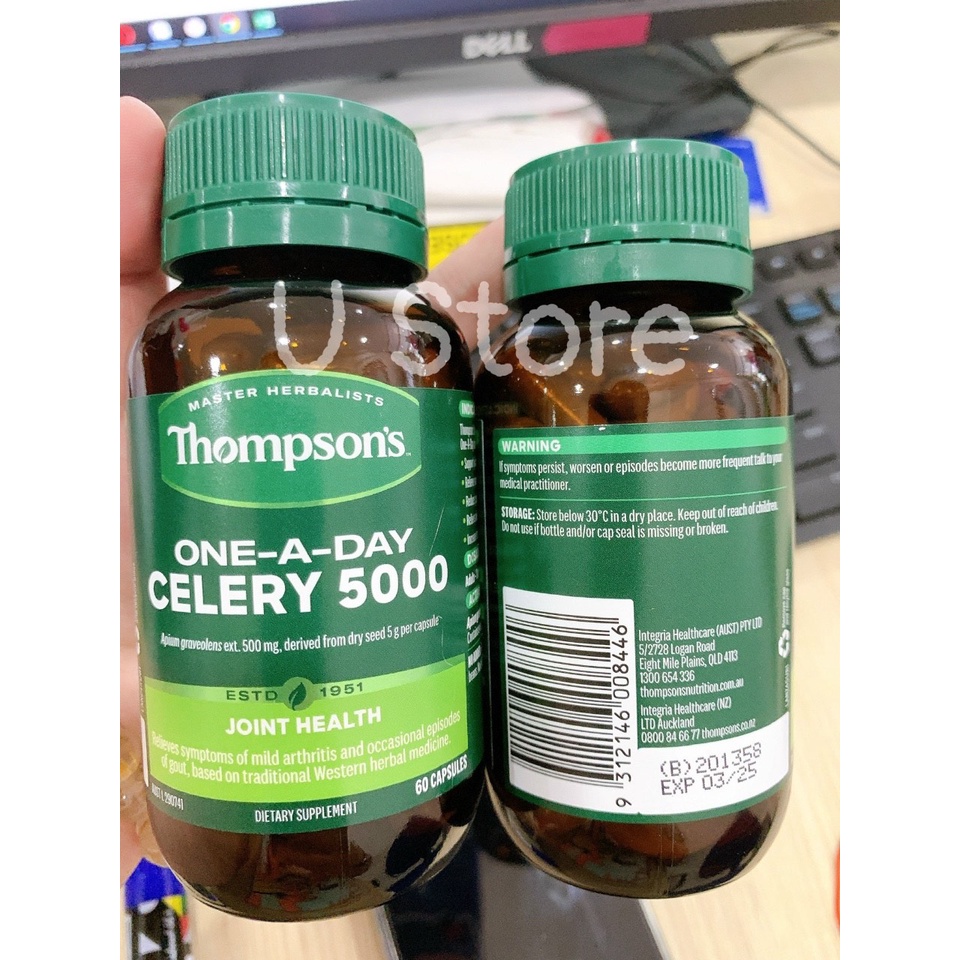 DELL
U Store
MASTER HERBALISTS
Thompson's
ONE-A-DAY
CELERY 5000
Apium graveolens ext. 500 mg, derived from dry seed 5 g per capsule
ESTD 1951
JOINT HEALTH
Relieves symptoms of mild arthritis and occasional episodes
of gout, based on traditional Western herbal medicine.
60 CAPSULES
AUST L 290741
DIETARY SUPPLEMENT
WARNING
If symptoms persist, worsen or episodes become more frequent talk to your
medical practitioner.
STORAGE: Store below 30°C in a dry place. Keep out of reach of children.
Do not use if bottle and/or cap seal is missing or broken.
Integria Healthcare (AUST) PTY LTD
5/2728 Logan Road
Eight Mile Plains, QLD 4113
1300 654 336
thompsonsnutrition.com.au
Integria Healthcare (NZ)
LTD Auckland
0800 84 66 77 thompsons.co.nz
9 312146 008446
(B) 201358
EXP 03/25